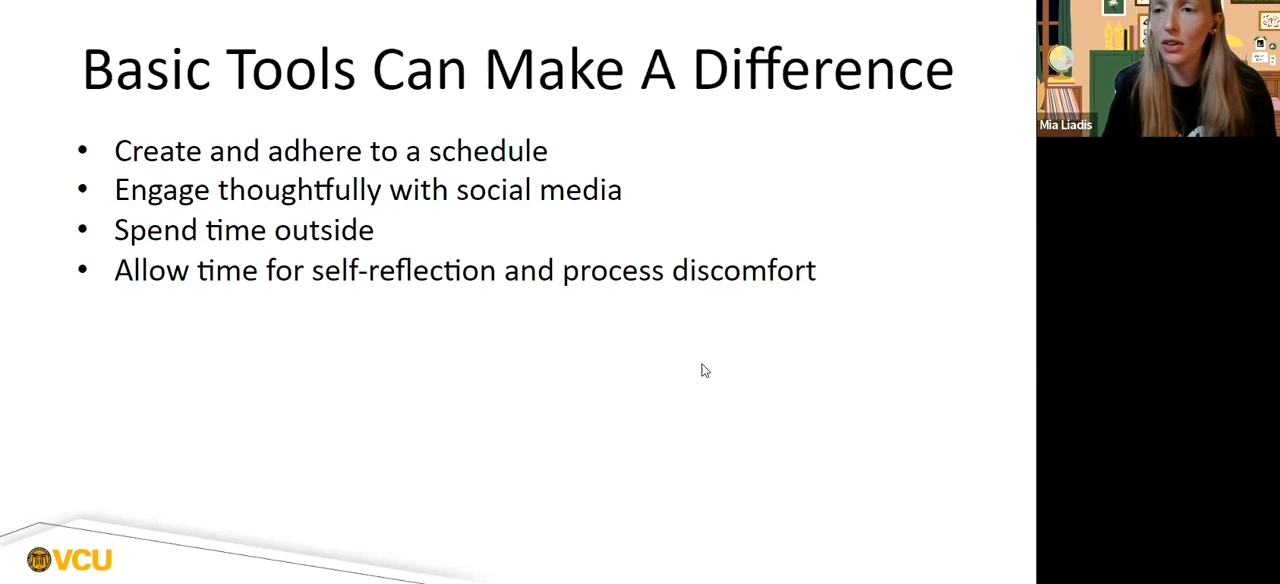 Basic Tools Can Make A Difference
• Create and adhere to a schedule
• Engage thoughtfully with social media
• Spend time outside
• Allow time for self-reflection and process discomfort
Mia Liadis
VCU